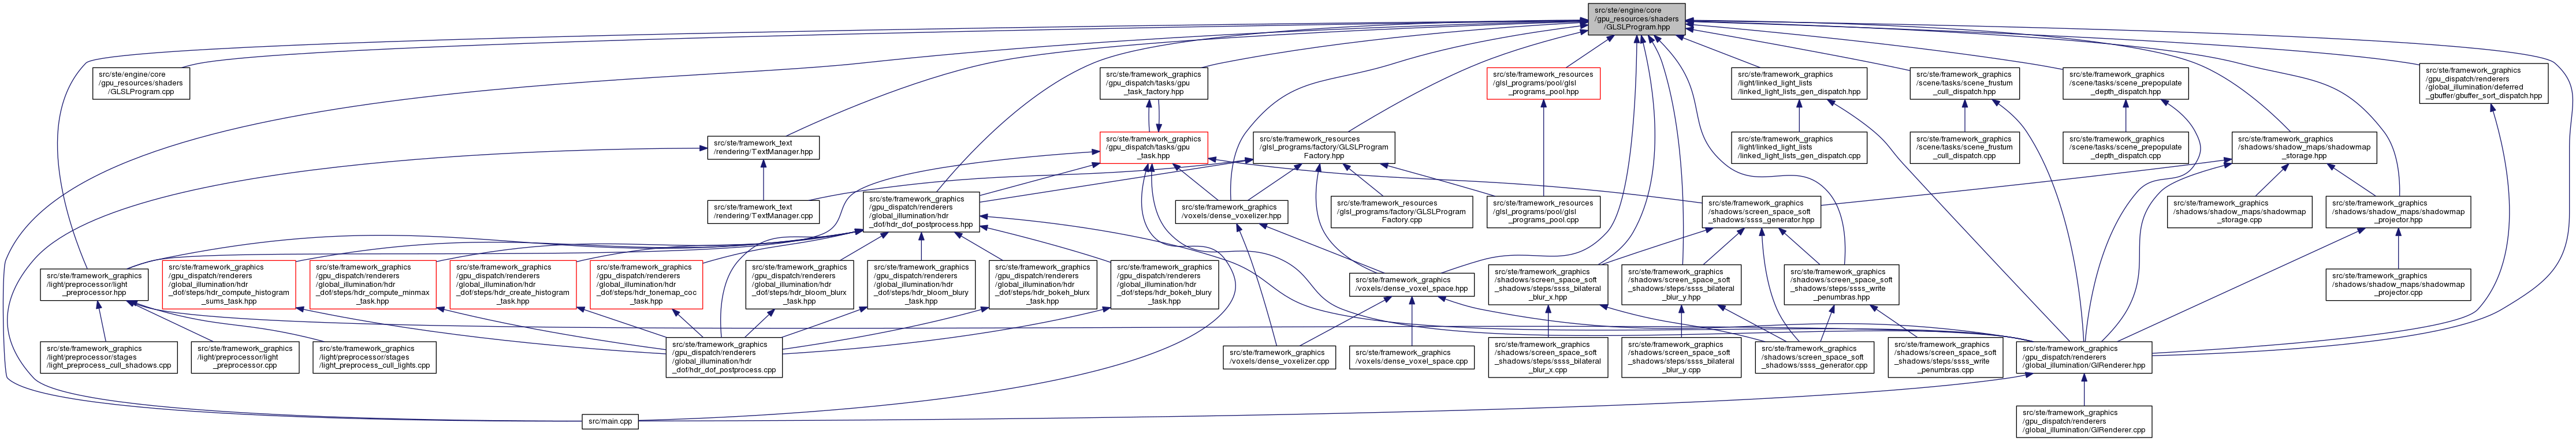 src/ste/engine/core
/gpu_resources/shaders
/GLSLProgram.hpp
src/ste/engine/core
/gpu_resources/shaders
/GLSLProgram.cpp
src/ste/framework_graphics
/gpu_dispatch/tasks/gpu
_task_factory.hpp
src/ste/framework_resources
/glsl_programs/pool/glsl
_programs_pool.hpp
src/ste/framework_graphics
/light/linked_light_lists
/linked_light_lists_gen_dispatch.hpp
src/ste/framework_graphics
/scene/tasks/scene_frustum
_cull_dispatch.hpp
src/ste/framework_graphics
/scene/tasks/scene_prepopulate
_depth_dispatch.hpp
src/ste/framework_graphics
/gpu_dispatch/renderers
/global_illumination/deferred
_gbuffer/gbuffer_sort_dispatch.hpp
src/ste/framework_text
/rendering/TextManager.hpp
src/ste/framework_graphics
/gpu_dispatch/tasks/gpu
_task.hpp
src/ste/framework_resources
/glsl_programs/factory/GLSLProgram
Factory.hpp
src/ste/framework_graphics
/light/linked_light_lists
/linked_light_lists_gen_dispatch.cpp
src/ste/framework_graphics
/scene/tasks/scene_frustum
_cull_dispatch.cpp
src/ste/framework_graphics
/scene/tasks/scene_prepopulate
_depth_dispatch.cpp
src/ste/framework_graphics
/shadows/shadow_maps/shadowmap
_storage.hpp
src/ste/framework_text
/rendering/TextManager.cpp
src/ste/framework_graphics
/gpu_dispatch/renderers
/global_illumination/hdr
_dof/hdr_dof_postprocess.hpp
src/ste/framework_graphics
/voxels/dense_voxelizer.hpp
src/ste/framework_resources
/glsl_programs/factory/GLSLProgram
Factory.cpp
src/ste/framework_resources
/glsl_programs/pool/glsl
_programs_pool.cpp
src/ste/framework_graphics
/shadows/screen_space_soft
_shadows/ssss_generator.hpp
src/ste/framework_graphics
/shadows/shadow_maps/shadowmap
_storage.cpp
src/ste/framework_graphics
/shadows/shadow_maps/shadowmap
_projector.hpp
src/ste/framework_graphics
/light/preprocessor/light
_preprocessor.hpp
src/ste/framework_graphics
/gpu_dispatch/renderers
/global_illumination/hdr
_dof/steps/hdr_compute_histogram
_sums_task.hpp
src/ste/framework_graphics
/gpu_dispatch/renderers
/global_illumination/hdr
_dof/steps/hdr_compute_minmax
_task.hpp
src/ste/framework_graphics
/gpu_dispatch/renderers
/global_illumination/hdr
_dof/steps/hdr_create_histogram
_task.hpp
src/ste/framework_graphics
/gpu_dispatch/renderers
/global_illumination/hdr
_dof/steps/hdr_tonemap_coc
_task.hpp
src/ste/framework_graphics
/gpu_dispatch/renderers
/global_illumination/hdr
_dof/steps/hdr_bloom_blurx
_task.hpp
src/ste/framework_graphics
/gpu_dispatch/renderers
/global_illumination/hdr
_dof/steps/hdr_bloom_blury
_task.hpp
src/ste/framework_graphics
/gpu_dispatch/renderers
/global_illumination/hdr
_dof/steps/hdr_bokeh_blurx
_task.hpp
src/ste/framework_graphics
/gpu_dispatch/renderers
/global_illumination/hdr
_dof/steps/hdr_bokeh_blury
_task.hpp
src/ste/framework_graphics
/voxels/dense_voxel_space.hpp
src/ste/framework_graphics
/shadows/screen_space_soft
_shadows/steps/ssss_bilateral
_blur_x.hpp
src/ste/framework_graphics
/shadows/screen_space_soft
_shadows/steps/ssss_bilateral
_blur_y.hpp
src/ste/framework_graphics
/shadows/screen_space_soft
_shadows/steps/ssss_write
_penumbras.hpp
src/ste/framework_graphics
/shadows/shadow_maps/shadowmap
_projector.cpp
src/ste/framework_graphics
/light/preprocessor/stages
/light_preprocess_cull_shadows.cpp
src/ste/framework_graphics
/light/preprocessor/light
_preprocessor.cpp
src/ste/framework_graphics
/light/preprocessor/stages
/light_preprocess_cull_lights.cpp
src/ste/framework_graphics
/gpu_dispatch/renderers
/global_illumination/hdr
_dof/hdr_dof_postprocess.cpp
src/ste/framework_graphics
/voxels/dense_voxelizer.cpp
src/ste/framework_graphics
/voxels/dense_voxel_space.cpp
src/ste/framework_graphics
/shadows/screen_space_soft
_shadows/steps/ssss_bilateral
_blur_x.cpp
src/ste/framework_graphics
/shadows/screen_space_soft
_shadows/steps/ssss_bilateral
_blur_y.cpp
src/ste/framework_graphics
/shadows/screen_space_soft
_shadows/ssss_generator.cpp
src/ste/framework_graphics
/shadows/screen_space_soft
_shadows/steps/ssss_write
_penumbras.cpp
src/ste/framework_graphics
/gpu_dispatch/renderers
/global_illumination/GIRenderer.hpp
src/main.cpp
src/ste/framework_graphics
/gpu_dispatch/renderers
/global_illumination/GIRenderer.cpp